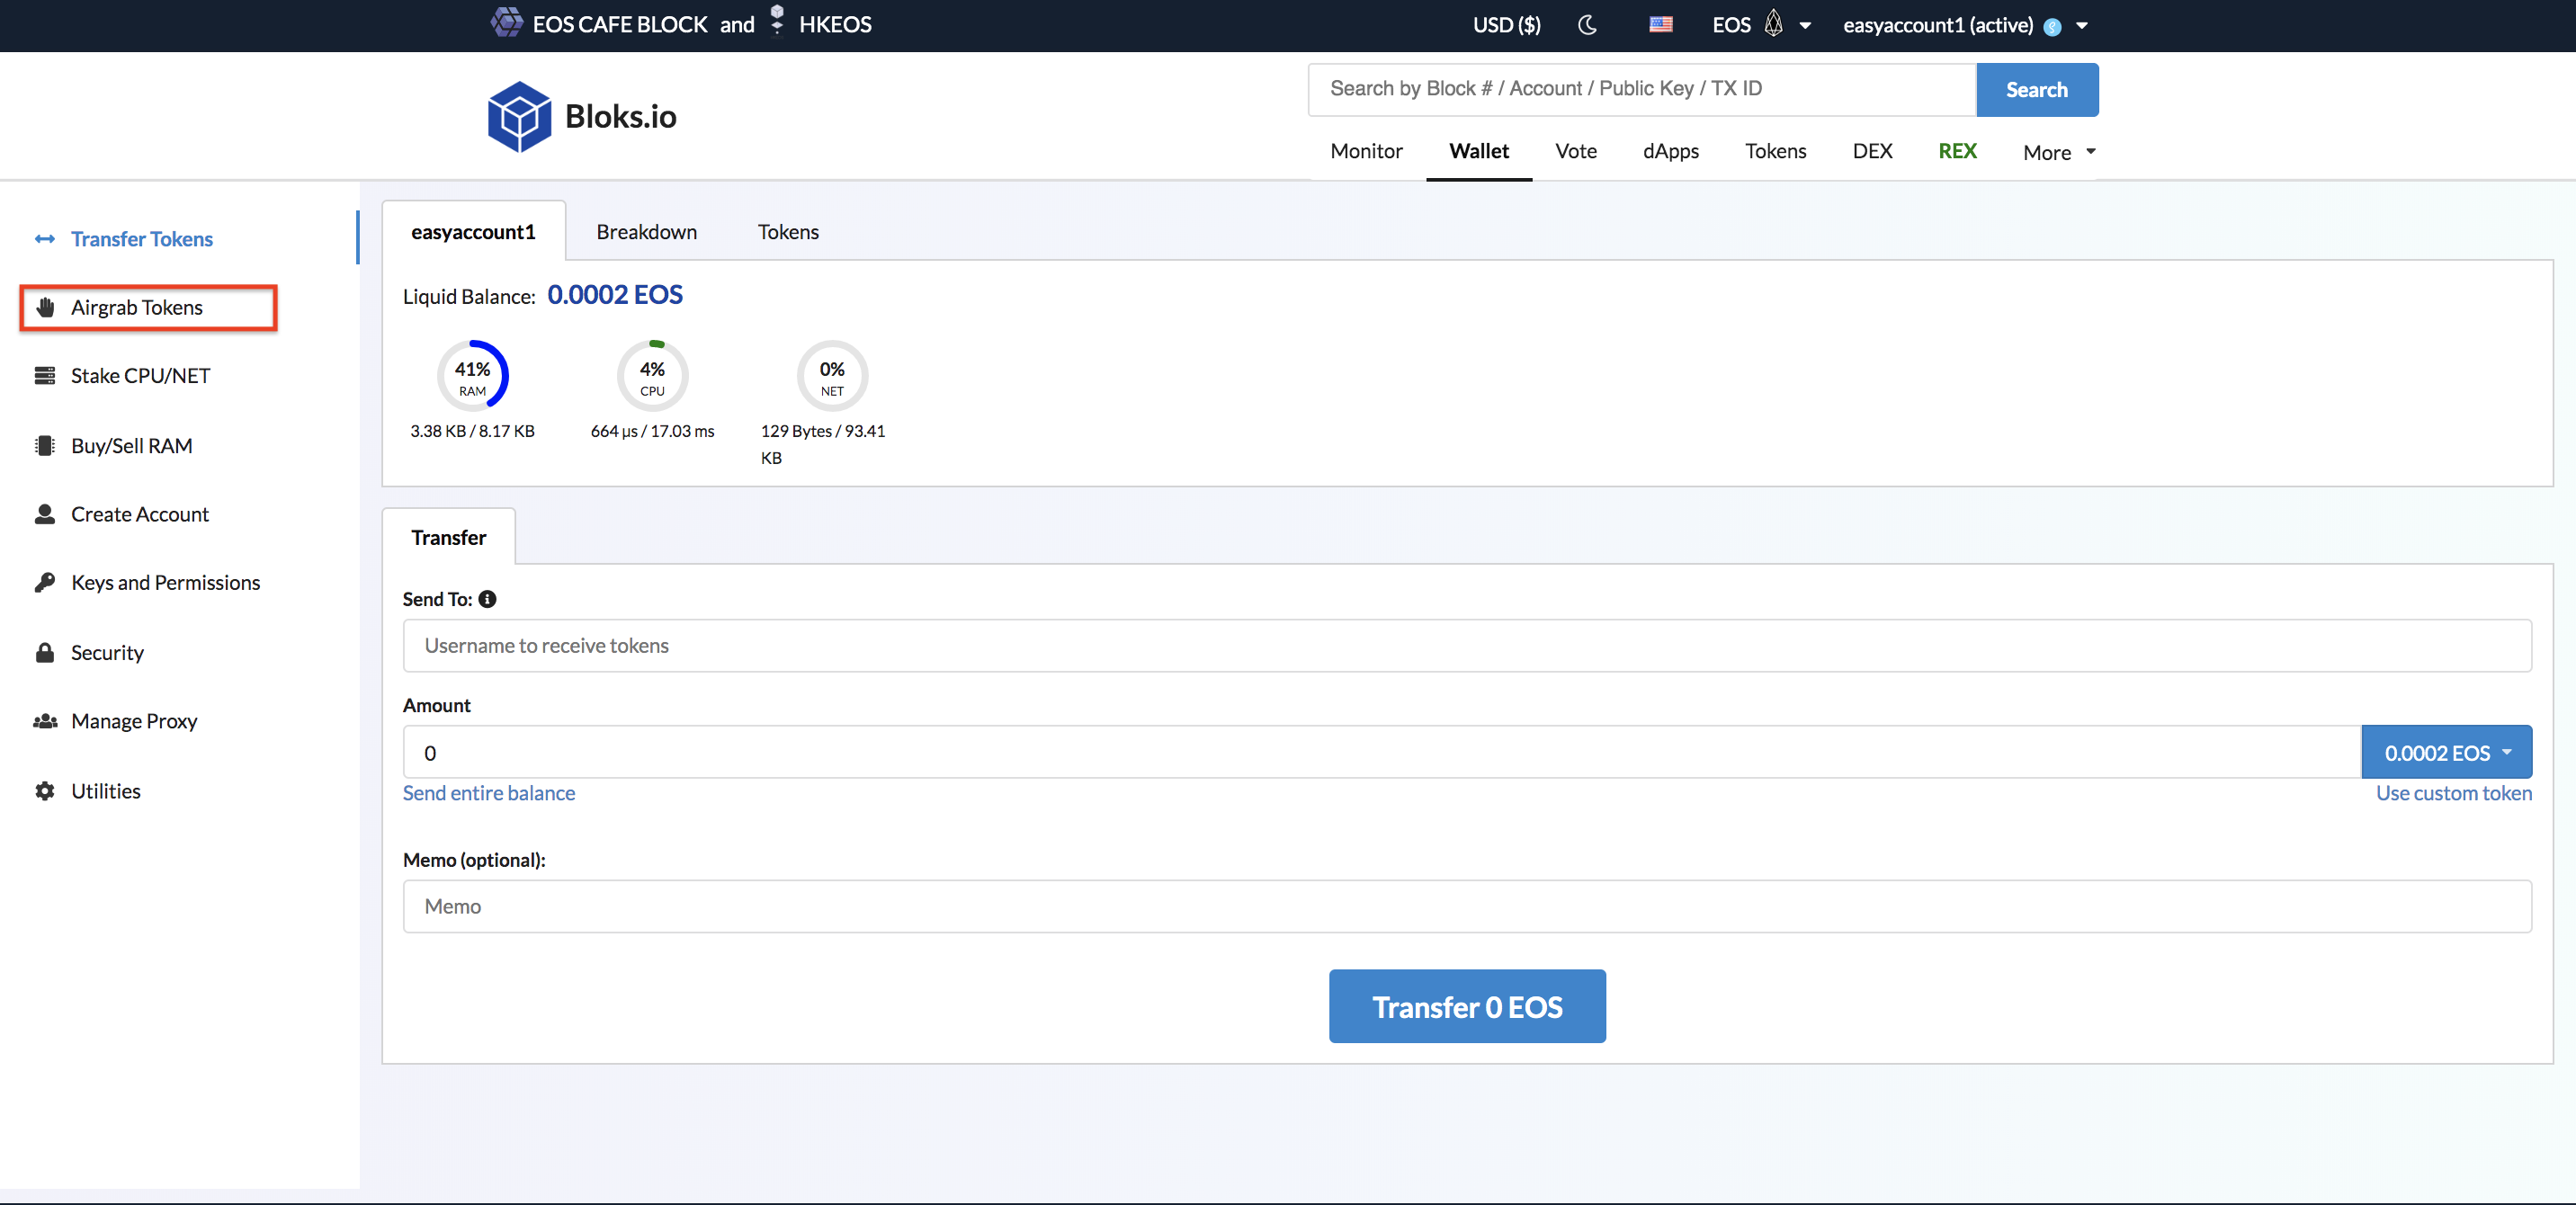 EOS CAFE BLOCK and HKEOS
USD ($)
EOS
easyaccount1 (active)
Bloks.io
Search by Block # / Account / Public Key / TX ID
Search
Monitor
Wallet
Vote
dApps
Tokens
DEX
REX
More
Transfer Tokens
Airgrab Tokens
Stake CPU/NET
Buy/Sell RAM
Create Account
Keys and Permissions
Security
Manage Proxy
Utilities
easyaccount1
Breakdown
Tokens
Liquid Balance: 0.0002 EOS
41%
RAM
3.38 KB / 8.17 KB
4%
CPU
664 µs / 17.03 ms
0%
NET
129 Bytes / 93.41
KB
Transfer
Send To:
Username to receive tokens
Amount
0
0.0002 EOS
Send entire balance
Use custom token
Memo (optional):
Memo
Transfer 0 EOS